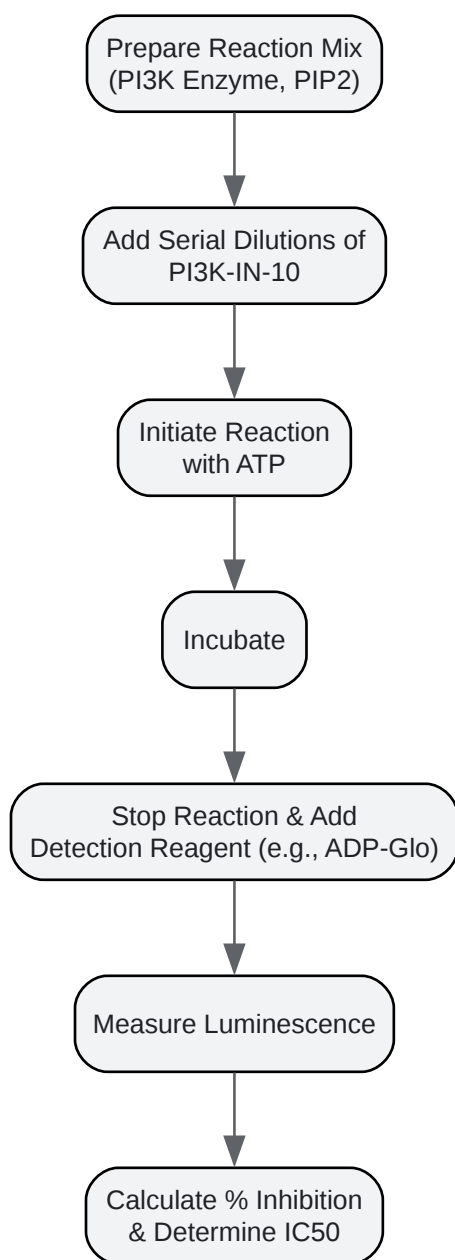 Prepare Reaction Mix
(PI3K Enzyme, PIP2)
Add Serial Dilutions of
PI3K-IN-10
Initiate Reaction
with ATP
Incubate
Stop Reaction & Add
Detection Reagent (e.g., ADP-Glo)
Measure Luminescence
Calculate % Inhibition
& Determine IC50